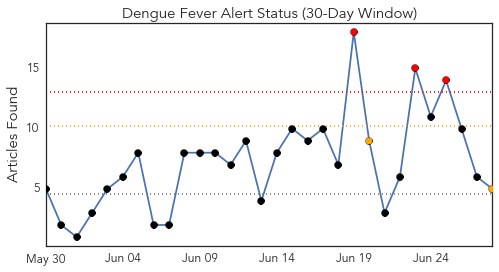 Dengue Fever Alert Status (30-Day Window)
Articles Found
15
10
5
May 30
Jun 04
Jun 09
Jun 14
Jun 19
Jun 24